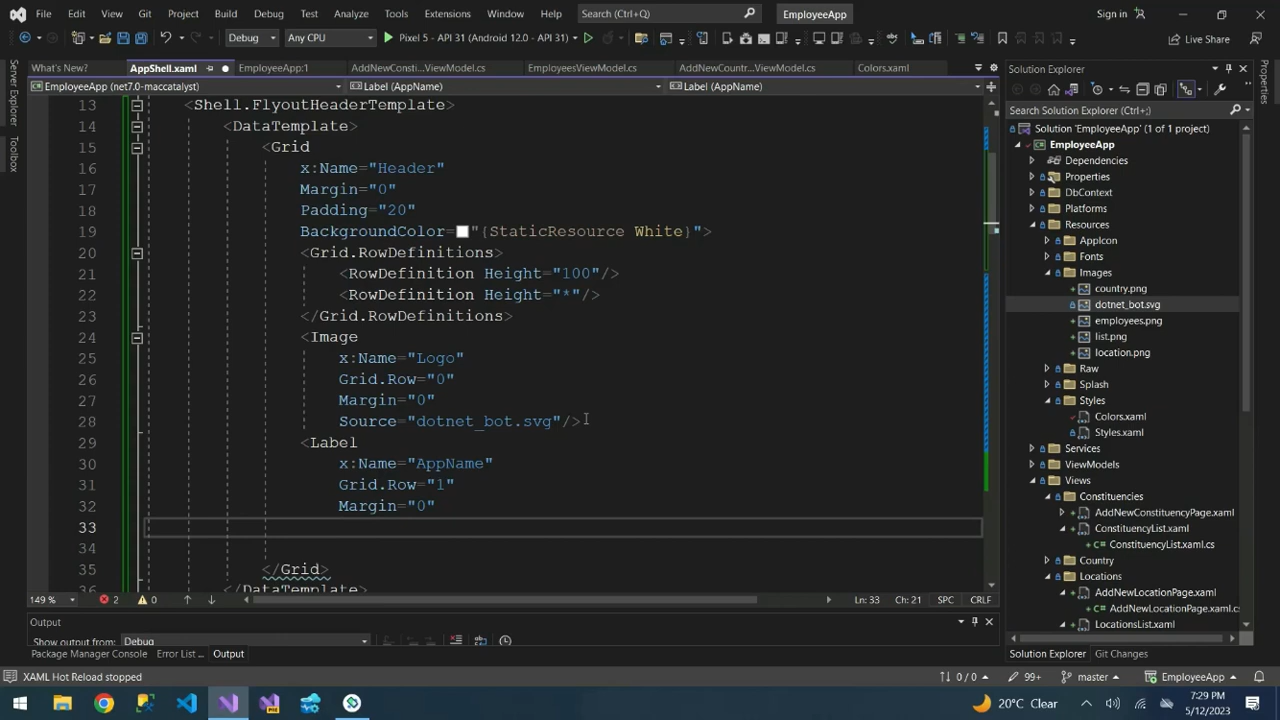 File Edit View Git Project Build Debug Test Analyze Tools Extensions Window Help Search (Ctrl+Q) EmployeeApp Sign in
Debug Any CPU Pixel 5 - API 31 (Android 12.0 - API 31) Live Share
What's New? AppShell.xaml EmployeeApp:1 AddNewConsti...ViewModel.cs EmployeesViewModel.cs AddNewCountr...ViewModel.cs Colors.xaml
EmployeeApp (net7.0-maccatalyst) Label (AppName) Label (AppName)
Server Explorer
Toolbox
13 <Shell.FlyoutHeaderTemplate>
14 <DataTemplate>
15 <Grid
16 x:Name="Header"
17 Margin="0"
18 Padding="20"
19 BackgroundColor="{StaticResource White}">
20 <Grid.RowDefinitions>
21 <RowDefinition Height="100"/>
22 <RowDefinition Height="*"/>
23 </Grid.RowDefinitions>
24 <Image
25 x:Name="Logo"
26 Grid.Row="0"
27 Margin="0"
28 Source="dotnet_bot.svg"/>
29 <Label
30 x:Name="AppName"
31 Grid.Row="1"
32 Margin="0"
33
34
35 </Grid>
36 </DataTemplate>
149 % 2 0 Ln: 33 Ch: 21 SPC CRLF
Output
Show output from: Debug
Package Manager Console Error List ... Output
Solution Explorer
Search Solution Explorer (Ctrl+;)
Solution 'EmployeeApp' (1 of 1 project)
EmployeeApp
Dependencies
Properties
DbContext
Platforms
Resources
AppIcon
Fonts
Images
country.png
dotnet_bot.svg
employees.png
list.png
location.png
Raw
Splash
Styles
Colors.xaml
Styles.xaml
Services
ViewModels
Views
Constituencies
AddNewConstituencyPage.xaml
ConstituencyList.xaml
C# ConstituencyList.xaml.cs
Country
Locations
AddNewLocationPage.xaml
C# AddNewLocationPage.xaml.cs
LocationsList.xaml
Solution Explorer Git Changes
Properties
XAML Hot Reload stopped 0 / 0 99+ master EmployeeApp
20°C Clear 7:29 PM
5/12/2023